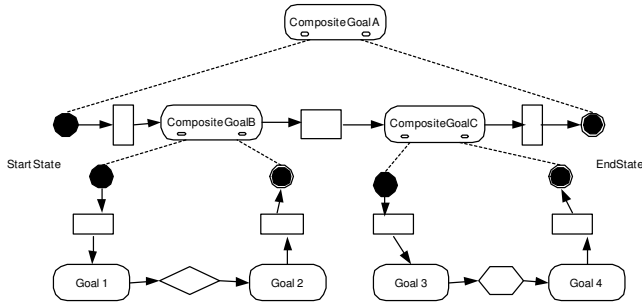 CompositeGoalA
CompositeGoalB
CompositeGoalC
StartState
EndState
Goal 1
Goal 2
Goal 3
Goal 4